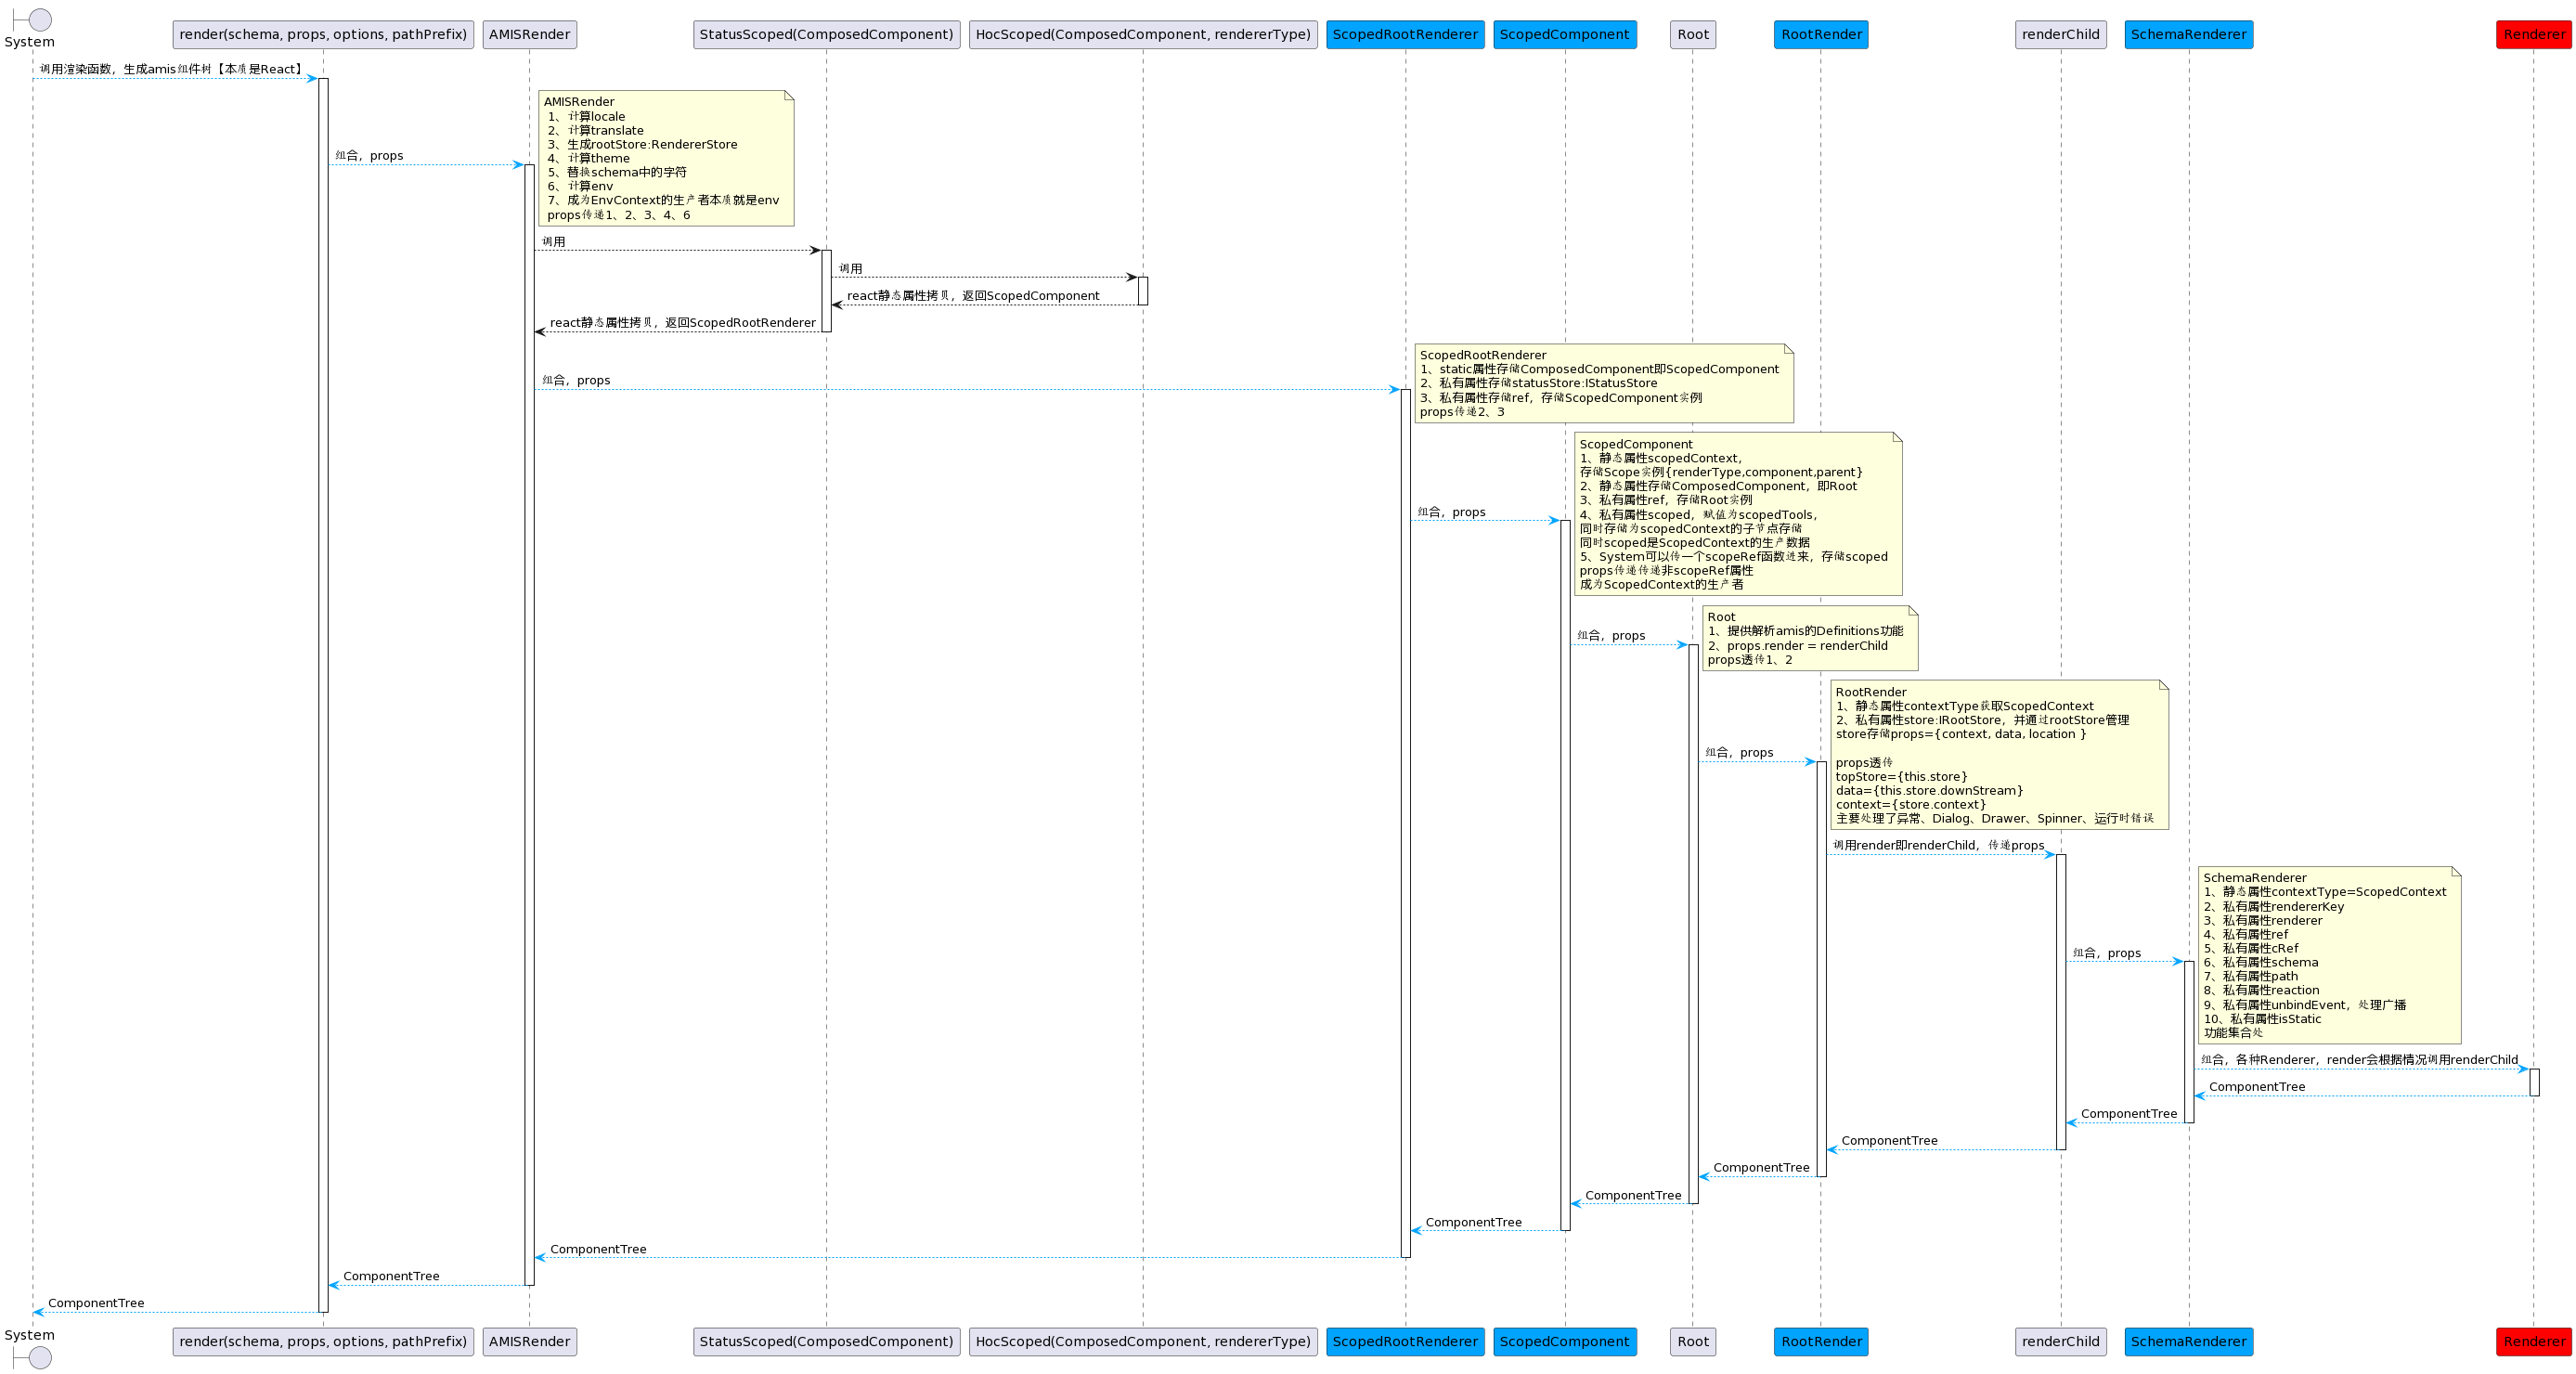 System
render(schema, props, options, pathPrefix)
AMISRender
StatusScoped(ComposedComponent)
HocScoped(ComposedComponent, rendererType)
ScopedRootRenderer
ScopedComponent
Root
RootRender
renderChild
SchemaRenderer
Renderer
调用渲染函数，生成amis组件树【本质是React】
AMISRender
1、计算locale
2、计算translate
3、生成rootStore:RendererStore
4、计算theme
5、替换schema中的字符
6、计算env
7、成为EnvContext的生产者本质就是env
props传递1、2、3、4、6
组合，props
调用
调用
react静态属性拷贝，返回ScopedComponent
react静态属性拷贝，返回ScopedRootRenderer
ScopedRootRenderer
1、static属性存储ComposedComponent即ScopedComponent
2、私有属性存储statusStore:IStatusStore
3、私有属性存储ref，存储ScopedComponent实例
props传递2、3
组合，props
ScopedComponent
1、静态属性scopedContext，
存储Scope实例{renderType,component,parent}
2、静态属性存储ComposedComponent，即Root
3、私有属性ref，存储Root实例
4、私有属性scoped，赋值为scopedTools，
同时存储为scopedContext的子节点存储
同时scoped是ScopedContext的生产数据
5、System可以传一个scopeRef函数进来，存储scoped
props传递传递非scopeRef属性
成为ScopedContext的生产者
组合，props
Root
1、提供解析amis的Definitions功能
2、props.render = renderChild
props透传1、2
组合，props
RootRender
1、静态属性contextType获取ScopedContext
2、私有属性store:IRootStore，并通过rootStore管理
store存储props={context, data, location }
props透传
topStore={this.store}
data={this.store.downStream}
context={store.context}
主要处理了异常、Dialog、Drawer、Spinner、运行时错误
组合，props
调用render即renderChild，传递props
SchemaRenderer
1、静态属性contextType=ScopedContext
2、私有属性rendererKey
3、私有属性renderer
4、私有属性ref
5、私有属性cRef
6、私有属性schema
7、私有属性path
8、私有属性reaction
9、私有属性unbindEvent，处理广播
10、私有属性isStatic
功能集合处
组合，props
组合，各种Renderer，render会根据情况调用renderChild
ComponentTree
ComponentTree
ComponentTree
ComponentTree
ComponentTree
ComponentTree
ComponentTree
ComponentTree
ComponentTree
System
render(schema, props, options, pathPrefix)
AMISRender
StatusScoped(ComposedComponent)
HocScoped(ComposedComponent, rendererType)
ScopedRootRenderer
ScopedComponent
Root
RootRender
renderChild
SchemaRenderer
Renderer